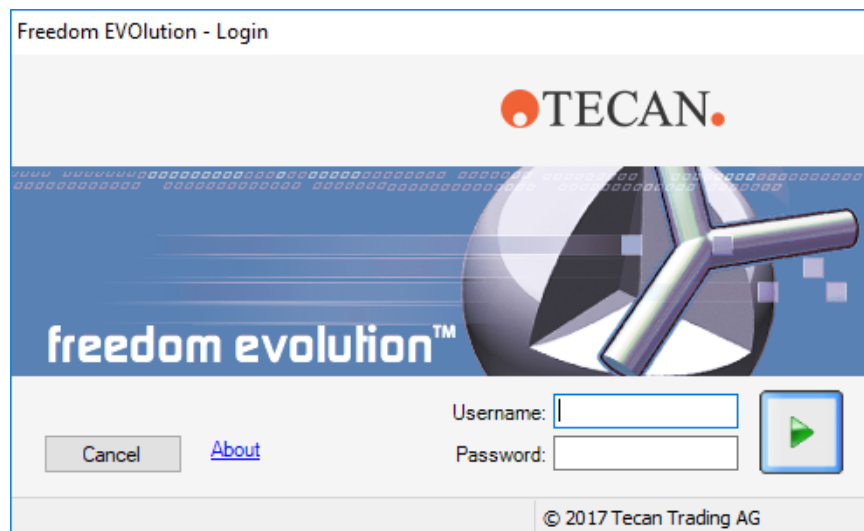 Freedom EVOlution - Login
TECAN.
freedom evolution™
Username:
Cancel About Password:
© 2017 Tecan Trading AG